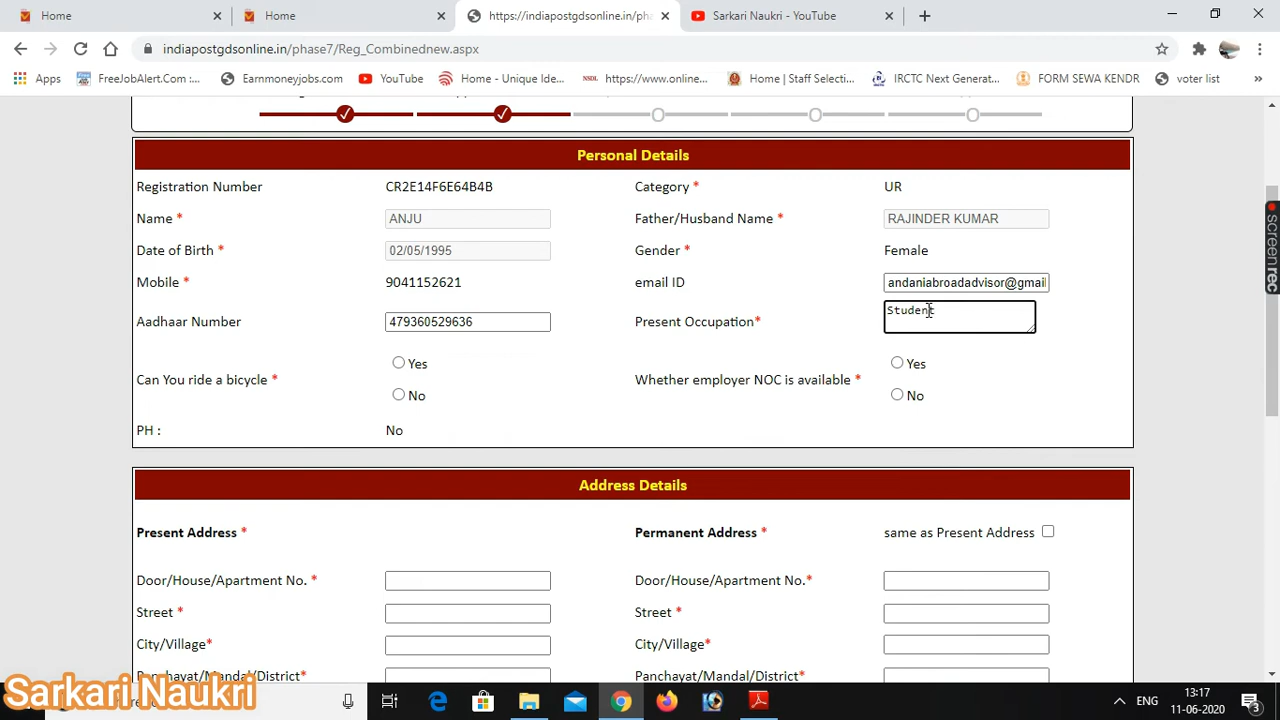 Home
Home
https://indiapostgdsonline.in/pha
Sarkari Naukri - YouTube
indiapostgdsonline.in/phase7/Reg_Combinednew.aspx
Apps
FreeJobAlert.Com :...
Earnmoneyjobs.com
YouTube
Home - Unique Ide...
NSDL
https://www.online...
Home | Staff Selecti...
IRCTC Next Generat...
FORM SEWA KENDR
voter list
»
Personal Details
Registration Number CR2E14F6E64B4B Category * UR
Name * ANJU Father/Husband Name * RAJINDER KUMAR
Date of Birth * 02/05/1995 Gender * Female
Mobile * 9041152621 email ID andaniabroadadvisor@gmail
Aadhaar Number 479360529636 Present Occupation* Student
Can You ride a bicycle * Yes No Whether employer NOC is available * Yes No
PH : No
Address Details
Present Address * Permanent Address * same as Present Address
Door/House/Apartment No. * Door/House/Apartment No.*
Street * Street *
City/Village* City/Village*
Panchayat/Mandal/District* Panchayat/Mandal/District*
Sarkari Naukri
ENG
13:17
11-06-2020
3
screenrec